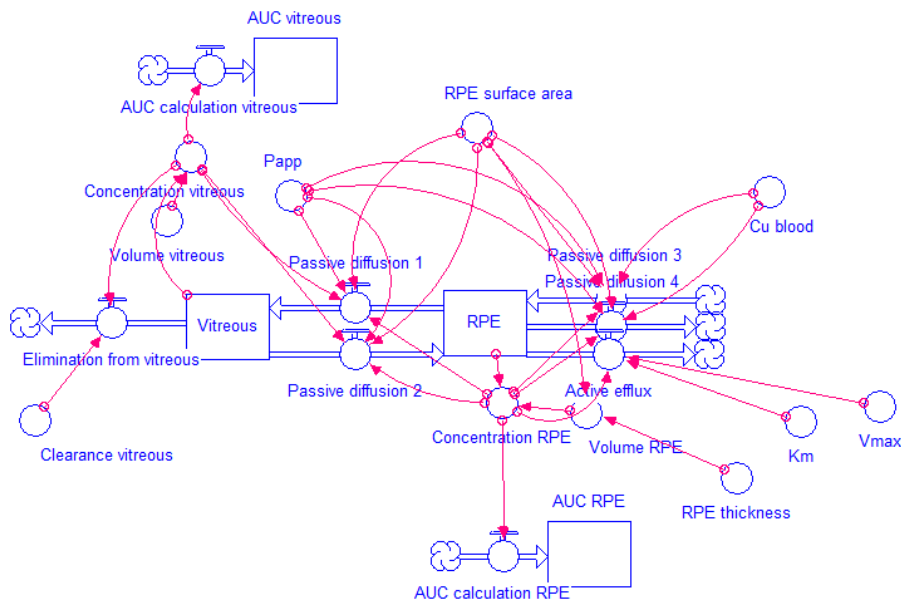 AUC vitreous
AUC calculation vitreous
RPE surface area
Papp
Concentration vitreous
Cu blood
Volume vitreous
Passive diffusion 1
Passive diffusion 3
Passive diffusion 4
Vitreous
RPE
Elimination from vitreous
Passive diffusion 2
Active efflux
Concentration RPE
Volume RPE
Km
Vmax
Clearance vitreous
RPE thickness
AUC RPE
AUC calculation RPE